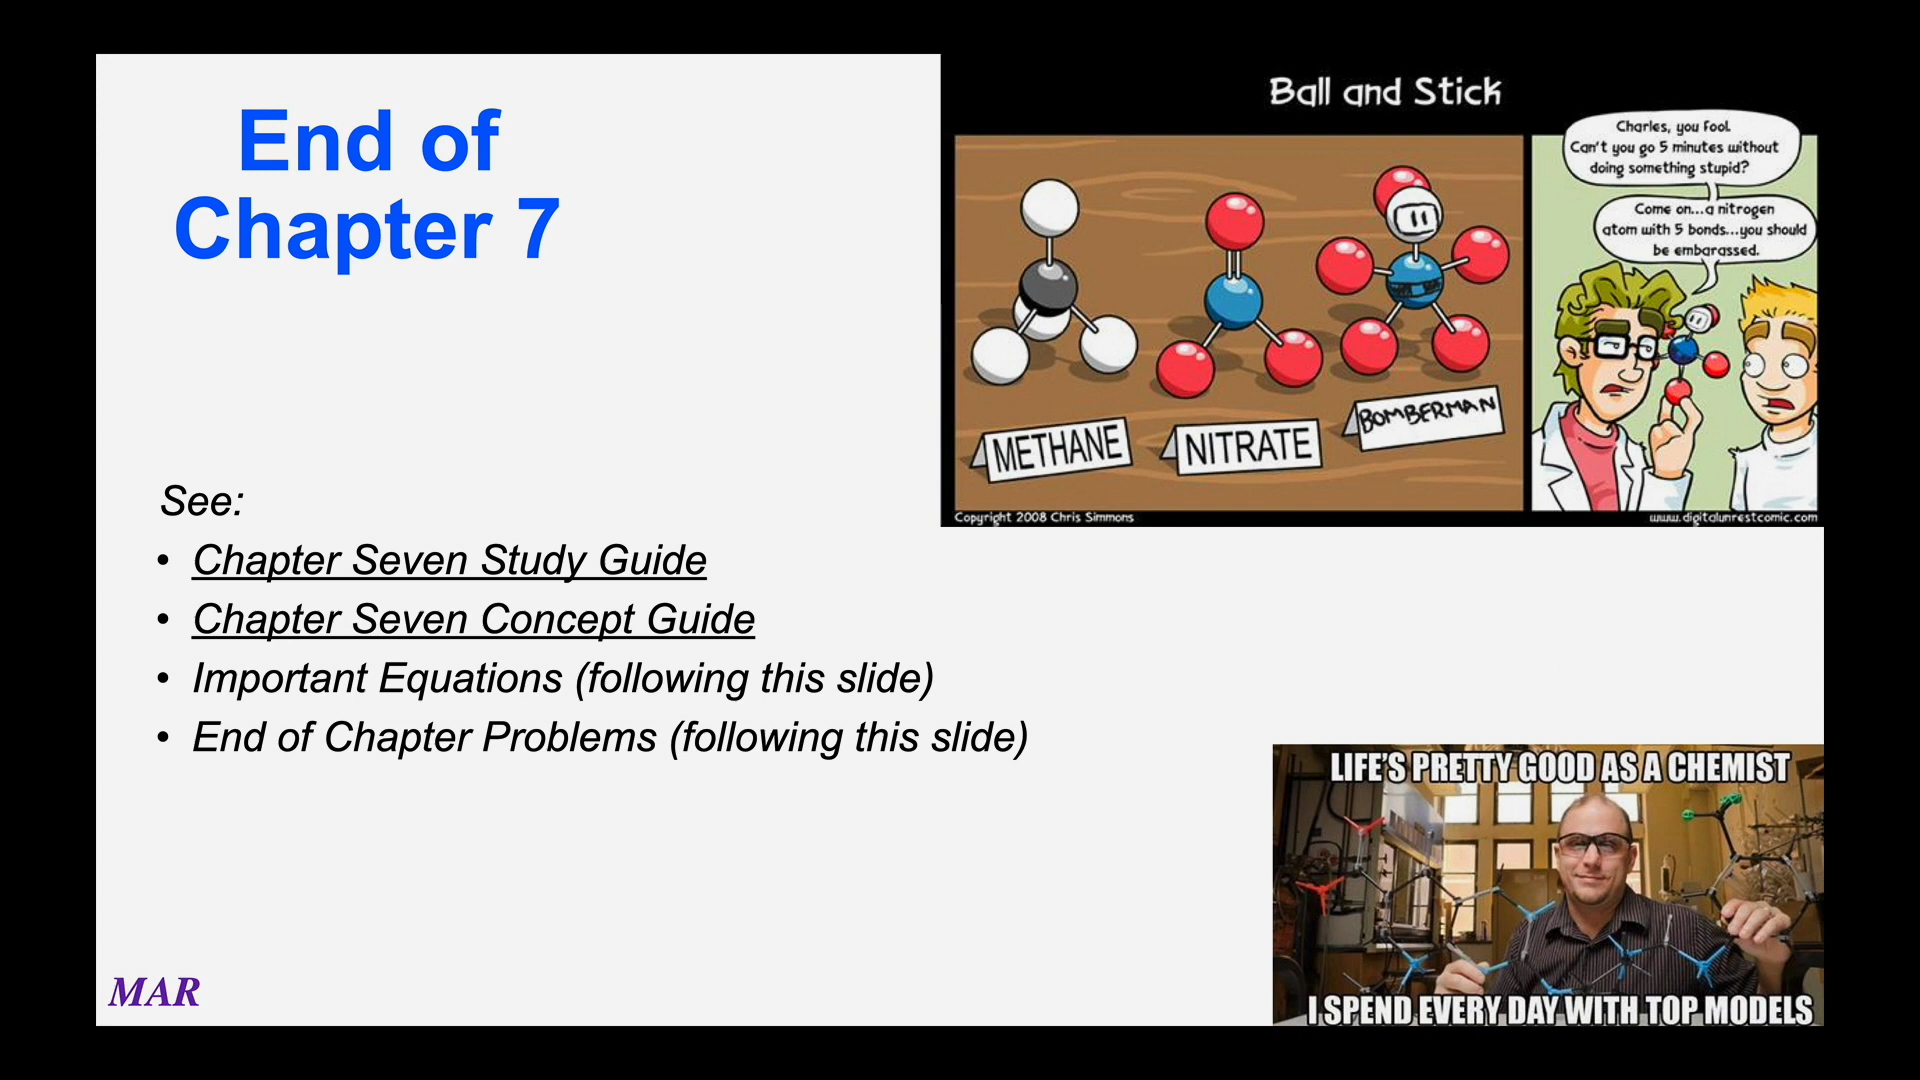 End of
Chapter 7
Ball and Stick
Charles, you fool.
Can't you go 5 minutes without
doing something stupid?
Come on...a nitrogen
atom with 5 bonds...you should
be embarassed.
METHANE
NITRATE
BOMBERMAN
Copyright 2008 Chris Simmons
www.digitalunrestcomic.com
See:
• Chapter Seven Study Guide
• Chapter Seven Concept Guide
• Important Equations (following this slide)
• End of Chapter Problems (following this slide)
LIFE'S PRETTY GOOD AS A CHEMIST
I SPEND EVERY DAY WITH TOP MODELS
MAR